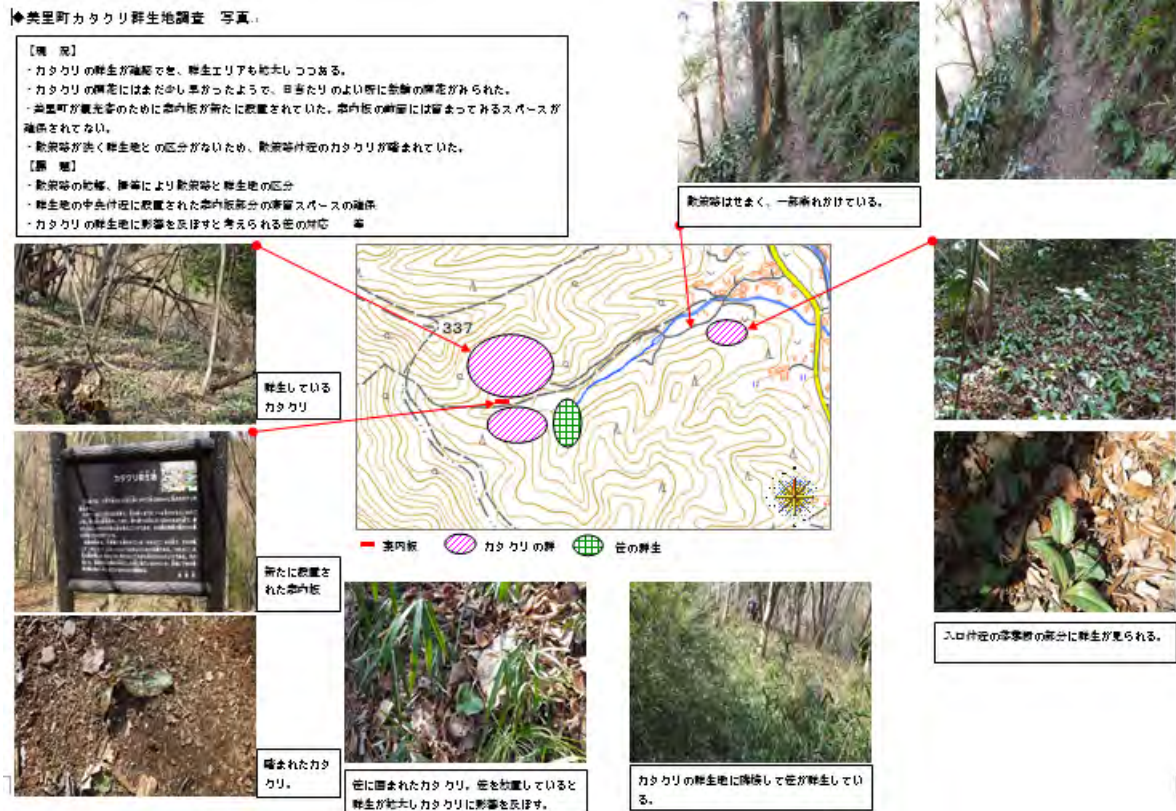 ◆美里町カタクリ群生地調査　写真
【現　況】
・カタクリの群生が確認でき、群生エリアも拡大しつつある。
・カタクリの開花にはまだ少し早かったようで、日当たりのよい所に数輪の開花がみられた。
・美里町が観光客のために案内板が新たに設置されていた。案内板の前面には留まってみるスペースが
確保されてない。
・散策路が狭く群生地との区分がないため、散策路付近のカタクリが踏まれていた。
【課　題】
・散策路の拡幅、柵等により散策路と群生地の区分
・群生地の中央付近に設置された案内板部分の滞留スペースの確保
・カタクリの群生地に影響を及ぼすと考えられる笹の対応　等
散策路はせまく、一部崩れかけている。
337
群生している
カタクリ
カタクリ群生地
新たに設置さ
れた案内板
案内板
カタクリの群
笹の群生
入口付近の落葉樹の部分に群生が見られる。
踏まれたカタ
クリ。
笹に囲まれたカタクリ。笹を放置していると
群生が拡大しカタクリに影響を及ぼす。
カタクリの群生地に隣接して笹が群生してい
る。